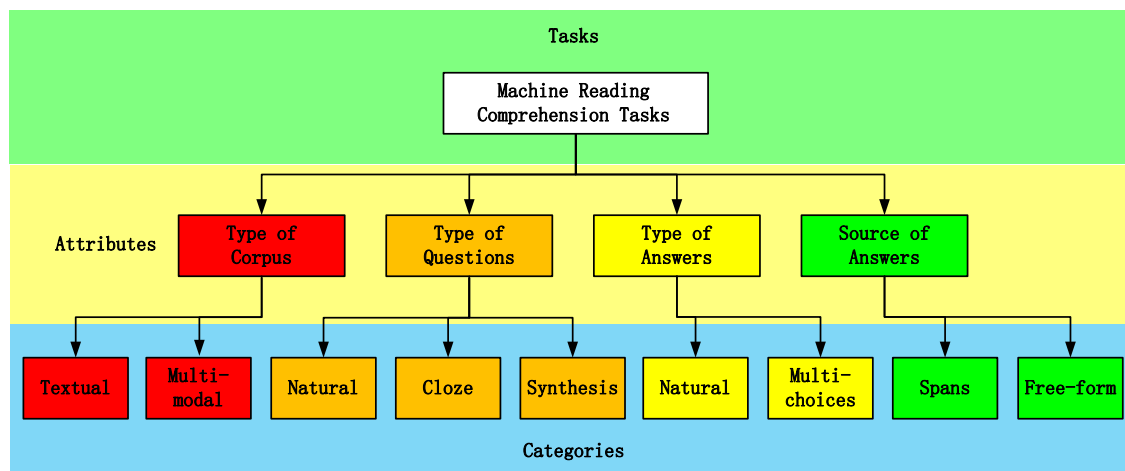 Tasks
Machine Reading
Comprehension Tasks
Attributes
Type of
Corpus
Type of
Questions
Type of
Answers
Source of
Answers
Textual
Multi-
modal
Natural
Cloze
Synthesis
Natural
Multi-
choices
Spans
Free-form
Categories